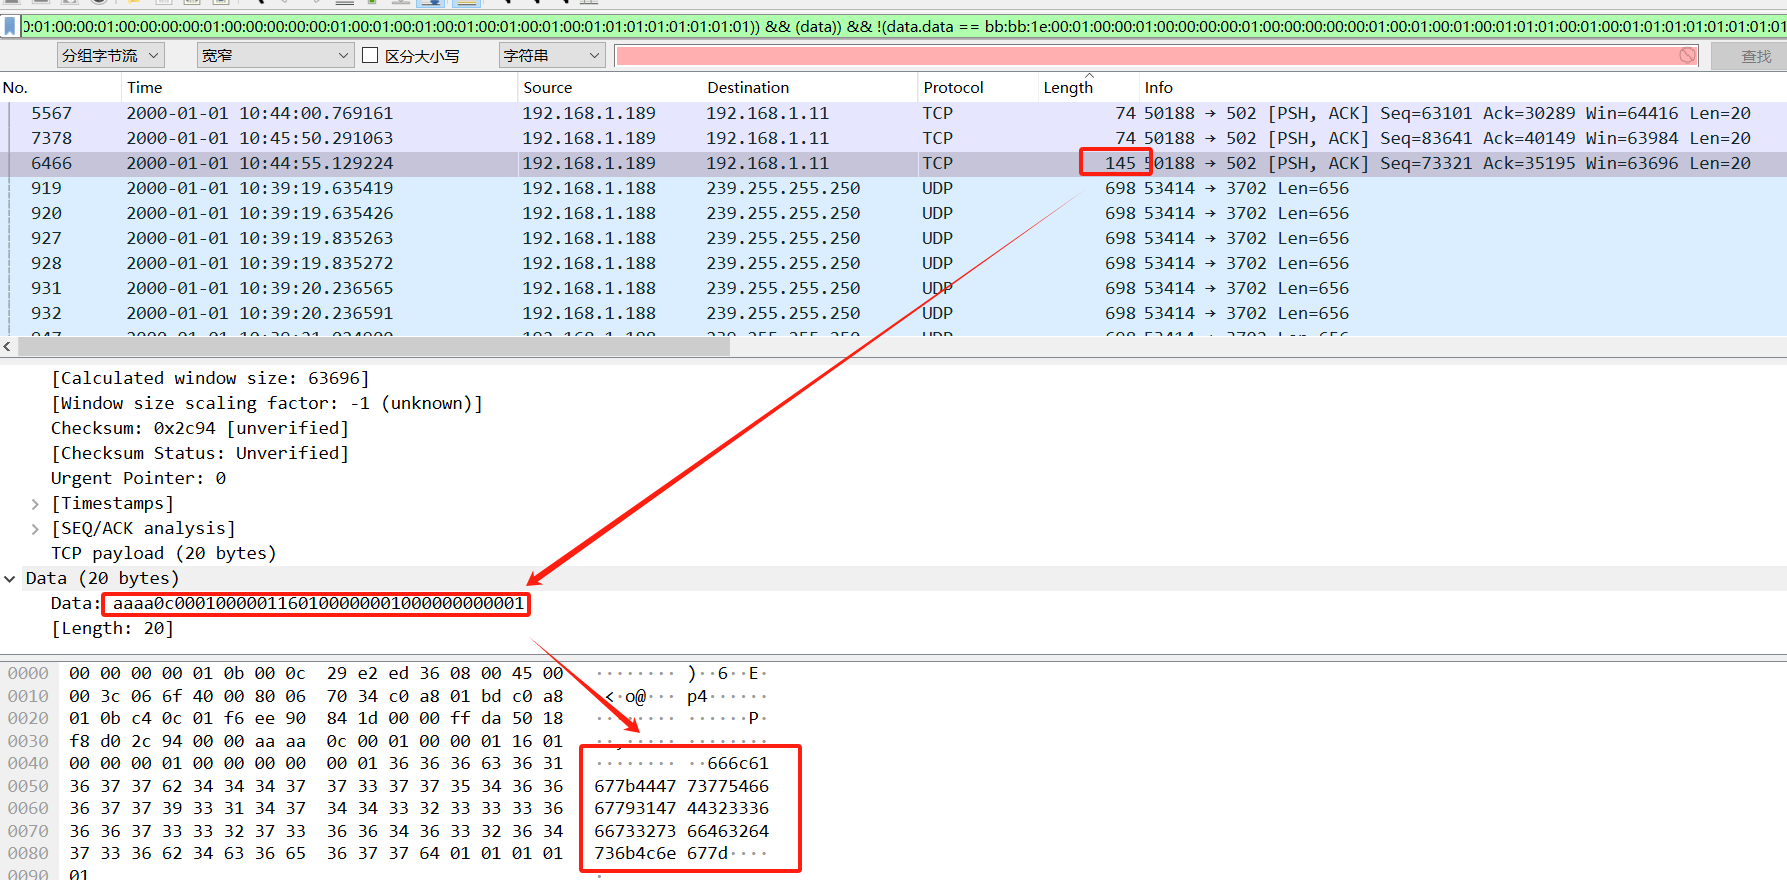 0:01:00:00:01:00:00:00:01:00:00:00:00:00:01:00:00:01:00:01:00:00:01:00:01:01:01:01:01:01:01)) && (data)) && !(data.data == bb:bb:1e:00:01:00:00:01:00:00:00:01:00:00:00:00:00:01:00:00:01:00:01:00:01:01:01:01:01:01
分组字节流 宽窄 区分大小写 字符串 查找
No. Time Source Destination Protocol Length Info
5567 2000-01-01 10:44:00.769161 192.168.1.189 192.168.1.11 TCP 74 50188 → 502 [PSH, ACK] Seq=63101 Ack=30289 Win=64416 Len=20
7378 2000-01-01 10:45:50.291063 192.168.1.189 192.168.1.11 TCP 74 50188 → 502 [PSH, ACK] Seq=83641 Ack=40149 Win=63984 Len=20
6466 2000-01-01 10:44:55.129224 192.168.1.189 192.168.1.11 TCP 145 50188 → 502 [PSH, ACK] Seq=73321 Ack=35195 Win=63696 Len=20
919 2000-01-01 10:39:19.635419 192.168.1.188 239.255.255.250 UDP 698 53414 → 3702 Len=656
920 2000-01-01 10:39:19.635426 192.168.1.188 239.255.255.250 UDP 698 53414 → 3702 Len=656
927 2000-01-01 10:39:19.835263 192.168.1.188 239.255.255.250 UDP 698 53414 → 3702 Len=656
928 2000-01-01 10:39:19.835272 192.168.1.188 239.255.255.250 UDP 698 53414 → 3702 Len=656
931 2000-01-01 10:39:20.236565 192.168.1.188 239.255.255.250 UDP 698 53414 → 3702 Len=656
932 2000-01-01 10:39:20.236591 192.168.1.188 239.255.255.250 UDP 698 53414 → 3702 Len=656
[Calculated window size: 63696]
[Window size scaling factor: -1 (unknown)]
Checksum: 0x2c94 [unverified]
[Checksum Status: Unverified]
Urgent Pointer: 0
[Timestamps]
[SEQ/ACK analysis]
TCP payload (20 bytes)
Data (20 bytes)
Data: aaaa0c0001000001160100000001000000000001
[Length: 20]
0000 00 00 00 00 01 0b 00 0c 29 e2 ed 36 08 00 45 00 ········ )··6··E·
0010 00 3c 06 6f 40 00 80 06 70 34 c0 a8 01 bd c0 a8 ·<·o@··· p4······
0020 01 0b c4 0c 01 f6 ee 90 84 1d 00 00 ff da 50 18 ········ ······P·
0030 f8 d0 2c 94 00 00 aa aa 0c 00 01 00 00 01 16 01 ··,····· ········
0040 00 00 00 01 00 00 00 00 00 01 36 36 36 63 36 31 ········ ··666c61
0050 36 37 37 62 34 34 34 37 37 33 37 37 35 34 36 36 677b4447 73775466
0060 36 37 37 39 33 31 34 37 34 34 33 32 33 33 33 36 67793147 44323336
0070 36 36 37 33 33 32 37 33 36 36 34 36 33 32 36 34 66733273 66463264
0080 37 33 36 62 34 63 36 65 36 37 37 64 01 01 01 01 736b4c6e 677d····
0090 01 ·